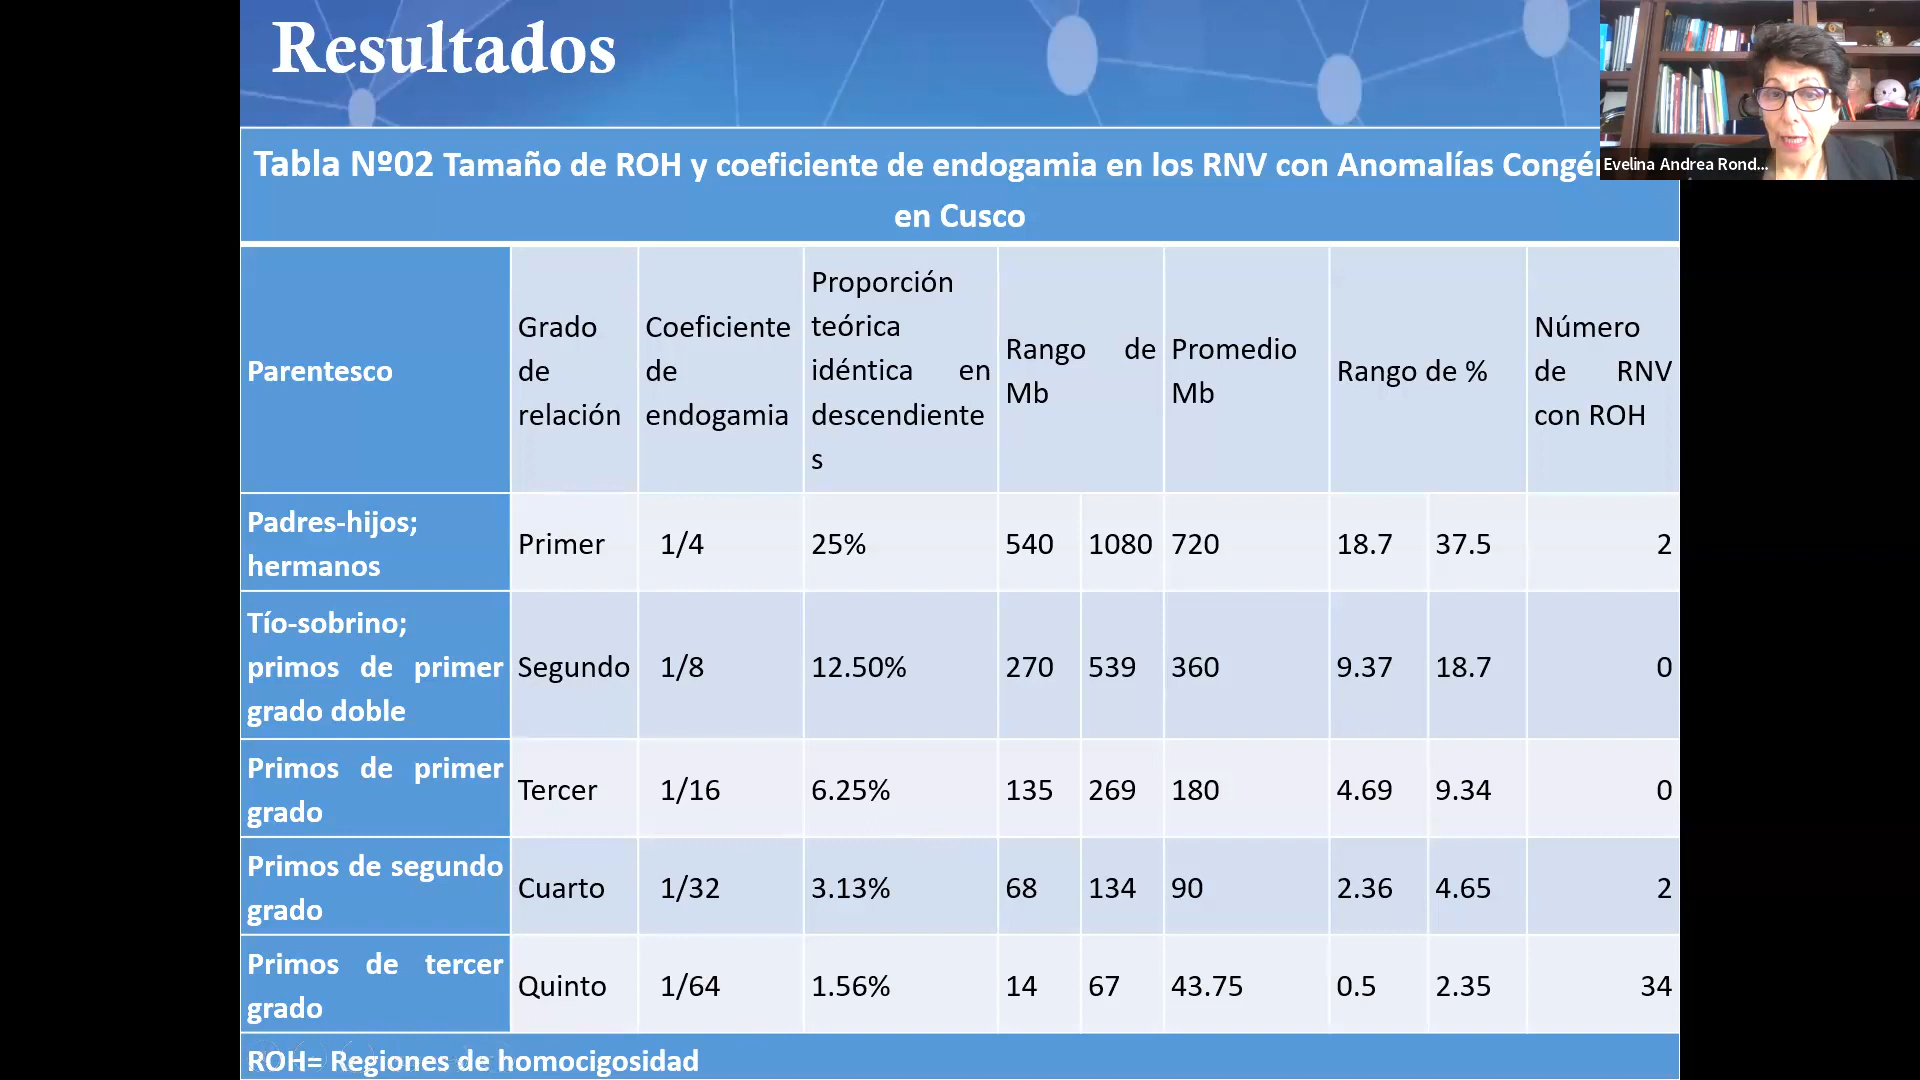 Resultados
Evelina Andrea Rond...
Tabla Nº02 Tamaño de ROH y coeficiente de endogamia en los RNV con Anomalías Congé
en Cusco
Parentesco
Grado
de
relación
Coeficiente
de
endogamia
Proporción
teórica
idéntica en
descendiente
s
Rango de
Mb
Promedio
Mb
Rango de %
Número
de RNV
con ROH
Padres-hijos;
hermanos
Primer 1/4 25% 540 1080 720 18.7 37.5 2
Tío-sobrino;
primos de primer
grado doble
Segundo 1/8 12.50% 270 539 360 9.37 18.7 0
Primos de primer
grado
Tercer 1/16 6.25% 135 269 180 4.69 9.34 0
Primos de segundo
grado
Cuarto 1/32 3.13% 68 134 90 2.36 4.65 2
Primos de tercer
grado
Quinto 1/64 1.56% 14 67 43.75 0.5 2.35 34
ROH= Regiones de homocigosidad